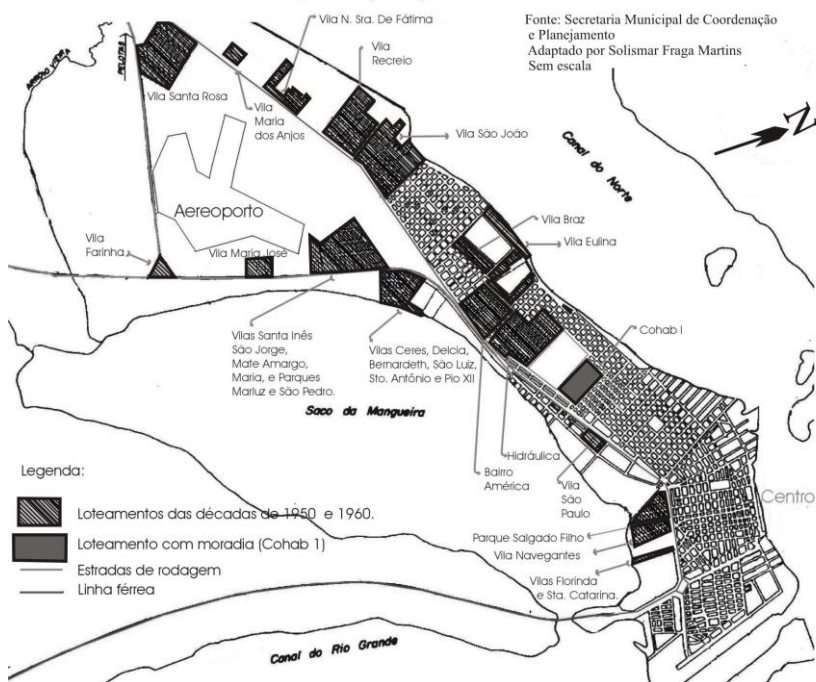 Fonte: Secretaria Municipal de Coordenação
e Planejamento
Adaptado por Solismar Fraga Martins
Sem escala
Vila N. Sra. De Fátima
Vila
Recreio
ARROIO VIEIRA
PELOTAS
Vila Santa Rosa
Vila
Maria
dos Anjos
Vila São João
Canal do Norte
N
Aereoporto
Vila Braz
Vila Eulina
Vila
Farinha
Vila Maria José
Cohab I
Vilas Santa Inês
São Jorge,
Mate Amargo,
Maria, e Parques
Marluz e São Pedro.
Vilas Ceres, Delcia,
Bernardeth, São Luiz,
Sto. Antônio e Pio XII
Saco da Mangueira
Hidráulica
Bairro
América
Vila
São
Paulo
Centro
Legenda:
Loteamentos das décadas de 1950 e 1960.
Loteamento com moradia (Cohab 1)
Estradas de rodagem
Linha férrea
Parque Salgado Filho
Vila Navegantes
Vilas Florinda
e Sta. Catarina.
Canal do Rio Grande